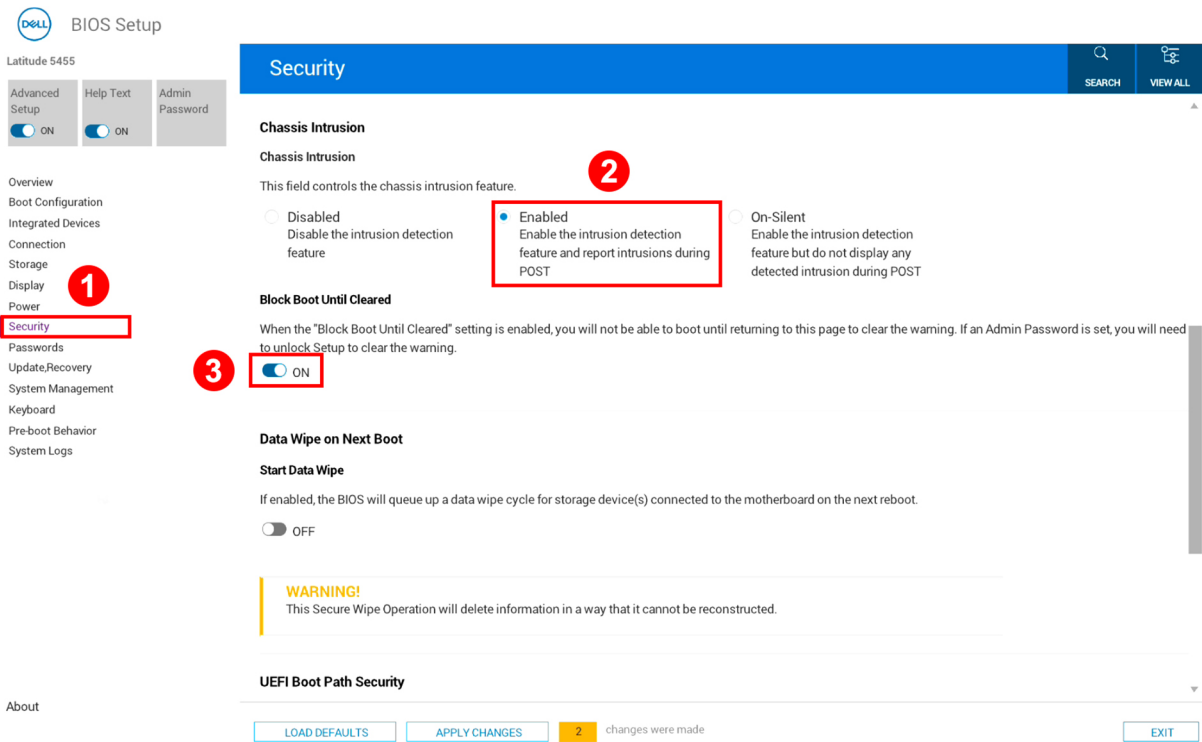 DELL BIOS Setup
Latitude 5455
Advanced Setup
ON
Help Text
ON
Admin Password
Overview
Boot Configuration
Integrated Devices
Connection
Storage
Display
1
Power
Security
Passwords
Update,Recovery
System Management
Keyboard
Pre-boot Behavior
System Logs
About
Security
SEARCH
VIEW ALL
Chassis Intrusion
Chassis Intrusion
This field controls the chassis intrusion feature.
2
Disabled
Disable the intrusion detection
feature
Enabled
Enable the intrusion detection
feature and report intrusions during
POST
On-Silent
Enable the intrusion detection
feature but do not display any
detected intrusion during POST
Block Boot Until Cleared
When the "Block Boot Until Cleared" setting is enabled, you will not be able to boot until returning to this page to clear the warning. If an Admin Password is set, you will need
to unlock Setup to clear the warning.
3
ON
Data Wipe on Next Boot
Start Data Wipe
If enabled, the BIOS will queue up a data wipe cycle for storage device(s) connected to the motherboard on the next reboot.
OFF
WARNING!
This Secure Wipe Operation will delete information in a way that it cannot be reconstructed.
UEFI Boot Path Security
LOAD DEFAULTS
APPLY CHANGES
2 changes were made
EXIT